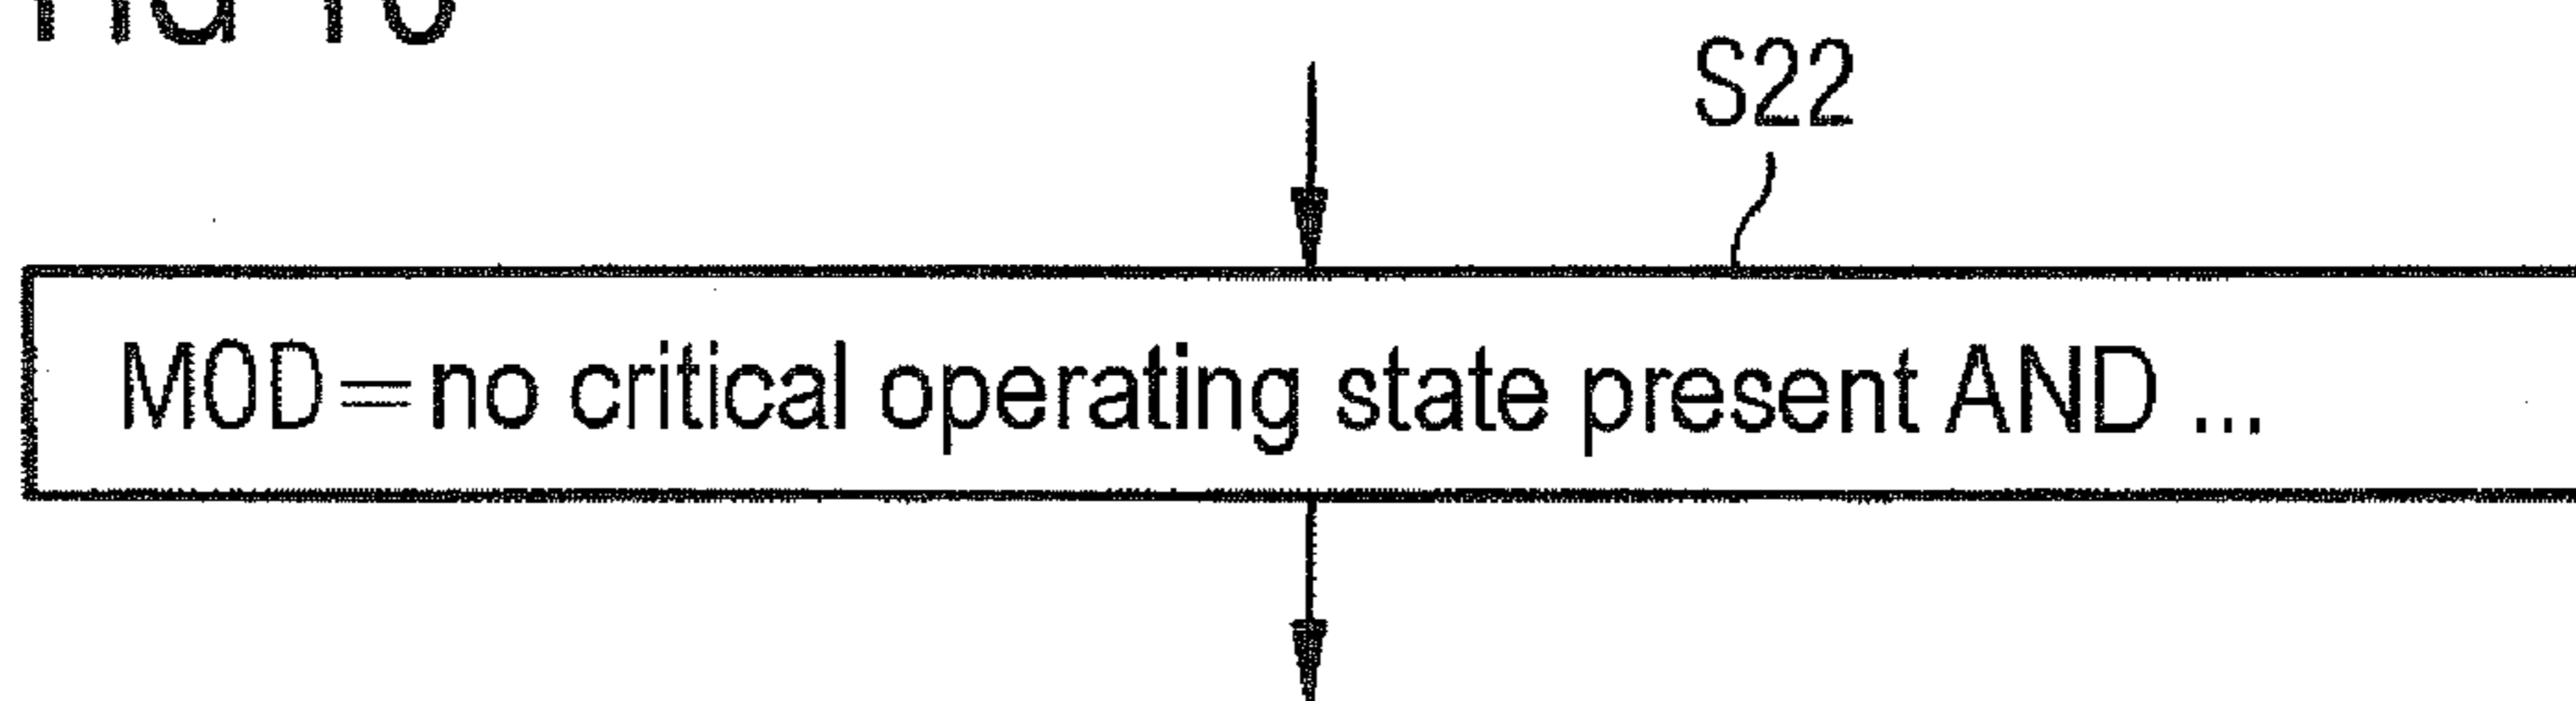 S22
MOD = no critical operating state present AND ...